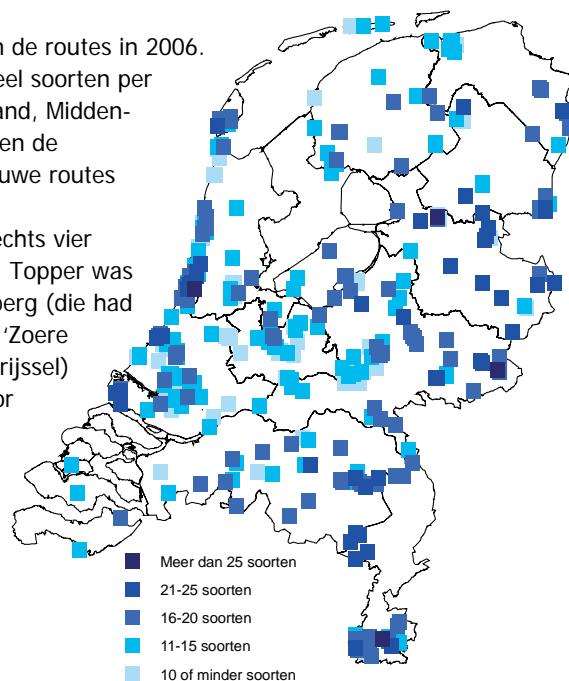 n de routes in 2006.
eel soorten per
and, Midden-
en de
uwe routes
echts vier
Topper was
berg (die had
‘Zoere
rijssel)
or
Meer dan 25 soorten
21-25 soorten
16-20 soorten
11-15 soorten
10 of minder soorten